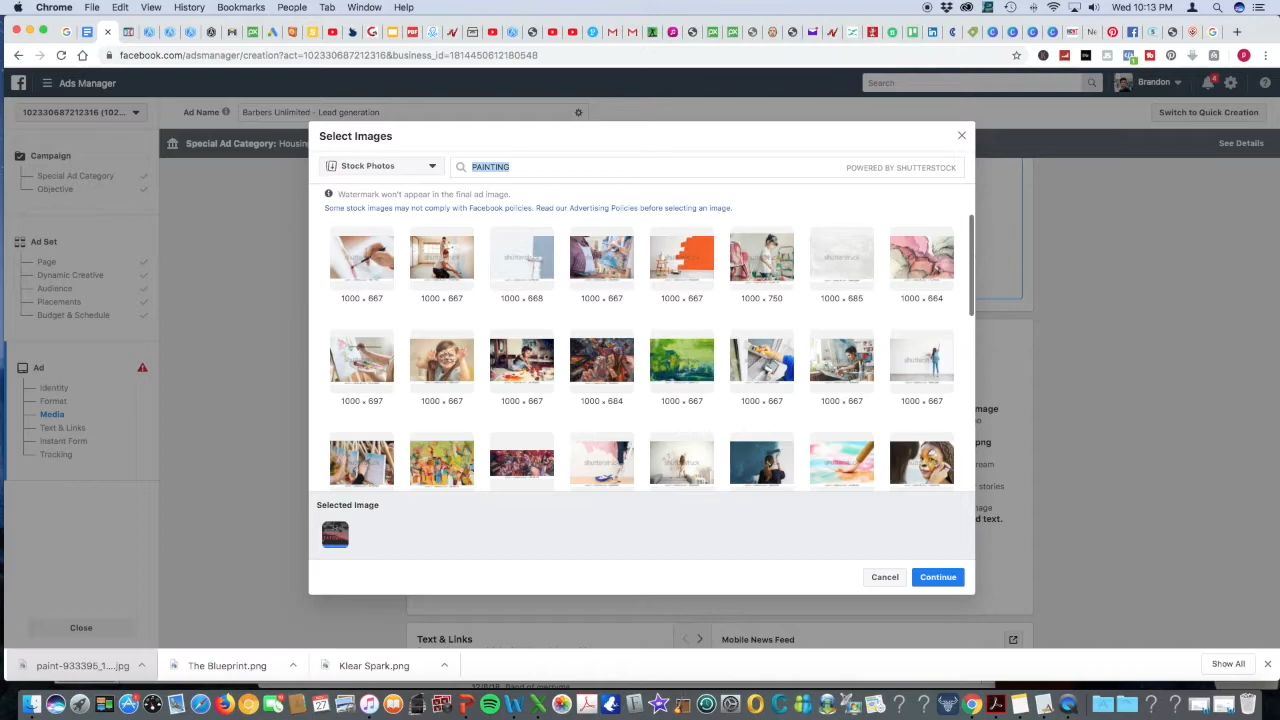 Chrome File Edit View History Bookmarks People Tab Window Help
Wed 10:13 PM
facebook.com/adsmanager/creation?act=102330687212316&business_id=1814450612180548
Ads Manager
Search
Brandon
4
102330687212316 (102...
Ad Name
Barbers Unlimited - Lead generation
Switch to Quick Creation
Special Ad Category: Housin
See Details
Campaign
Special Ad Category
Objective
Ad Set
Page
Dynamic Creative
Audience
Placements
Budget & Schedule
Ad
Identity
Format
Media
Text & Links
Instant Form
Tracking
Close
Select Images
Stock Photos
PAINTING
POWERED BY SHUTTERSTOCK
Watermark won't appear in the final ad image.
Some stock images may not comply with Facebook policies. Read our Advertising Policies before selecting an image.
1000 × 667
1000 × 667
1000 × 668
1000 × 667
1000 × 667
1000 × 750
1000 × 685
1000 × 664
1000 × 697
1000 × 667
1000 × 667
1000 × 684
1000 × 667
1000 × 667
1000 × 667
1000 × 667
Selected Image
Cancel
Continue
mage
png
ream
stories
mage
d text.
Text & Links
Mobile News Feed
paint-933395_1....jpg
The Blueprint.png
Klear Spark.png
Show All